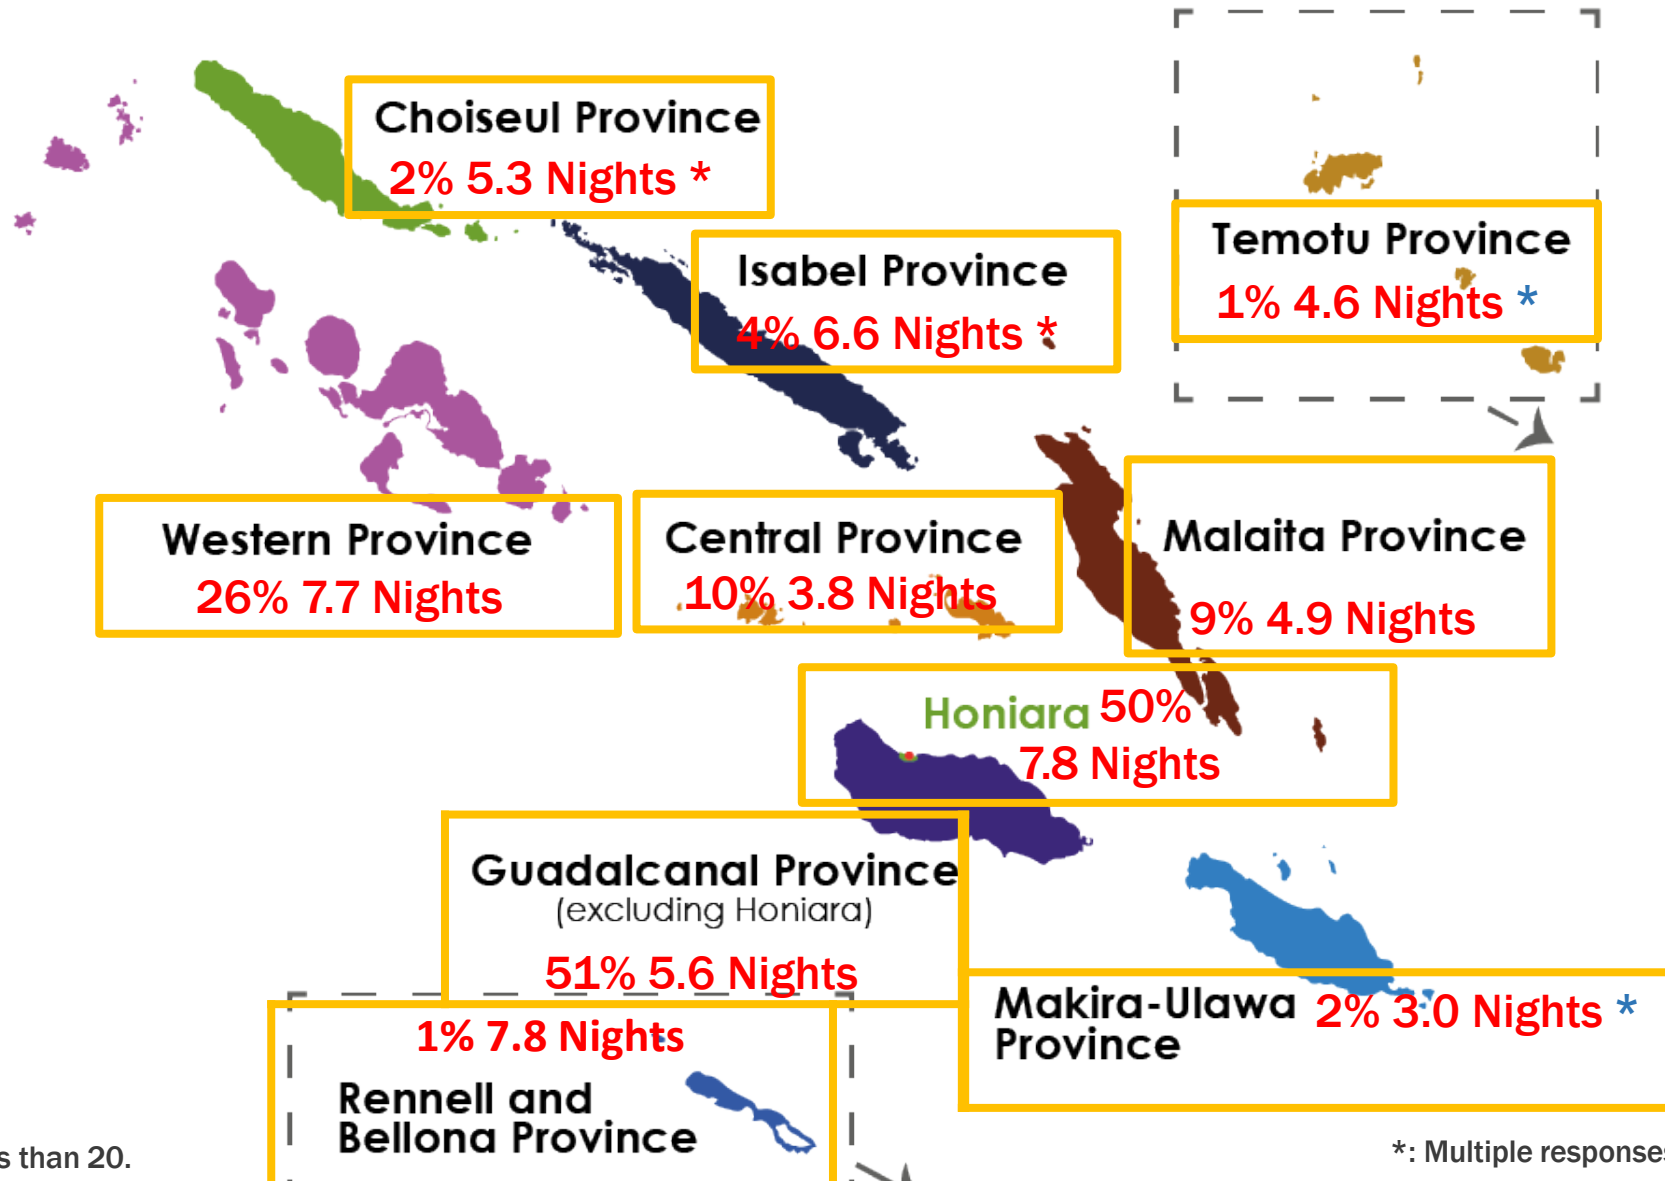 Choiseul Province
2% 5.3 Nights *
Isabel Province
4% 6.6 Nights *
Temotu Province
1% 4.6 Nights *
Western Province
26% 7.7 Nights
Central Province
10% 3.8 Nights
Malaita Province
9% 4.9 Nights
Honiara 50%
7.8 Nights
Guadalcanal Province
(excluding Honiara)
51% 5.6 Nights
Makira-Ulawa
Province
2% 3.0 Nights *
1% 7.8 Nights
Rennell and
Bellona Province
than 20.
*: Multiple responses